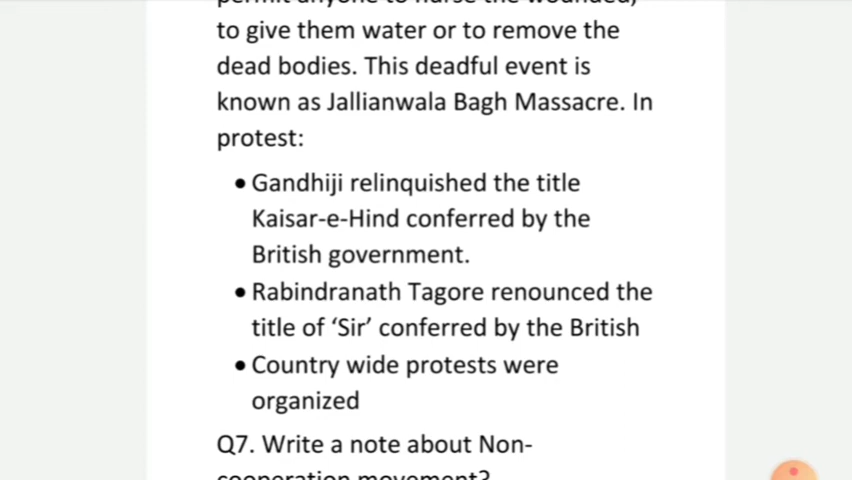 permit anyone to nurse the wounded,
to give them water or to remove the
dead bodies. This deadful event is
known as Jallianwala Bagh Massacre. In
protest:
• Gandhiji relinquished the title
Kaisar-e-Hind conferred by the
British government.
• Rabindranath Tagore renounced the
title of ‘Sir’ conferred by the British
• Country wide protests were
organized
Q7. Write a note about Non-
cooperation movement?